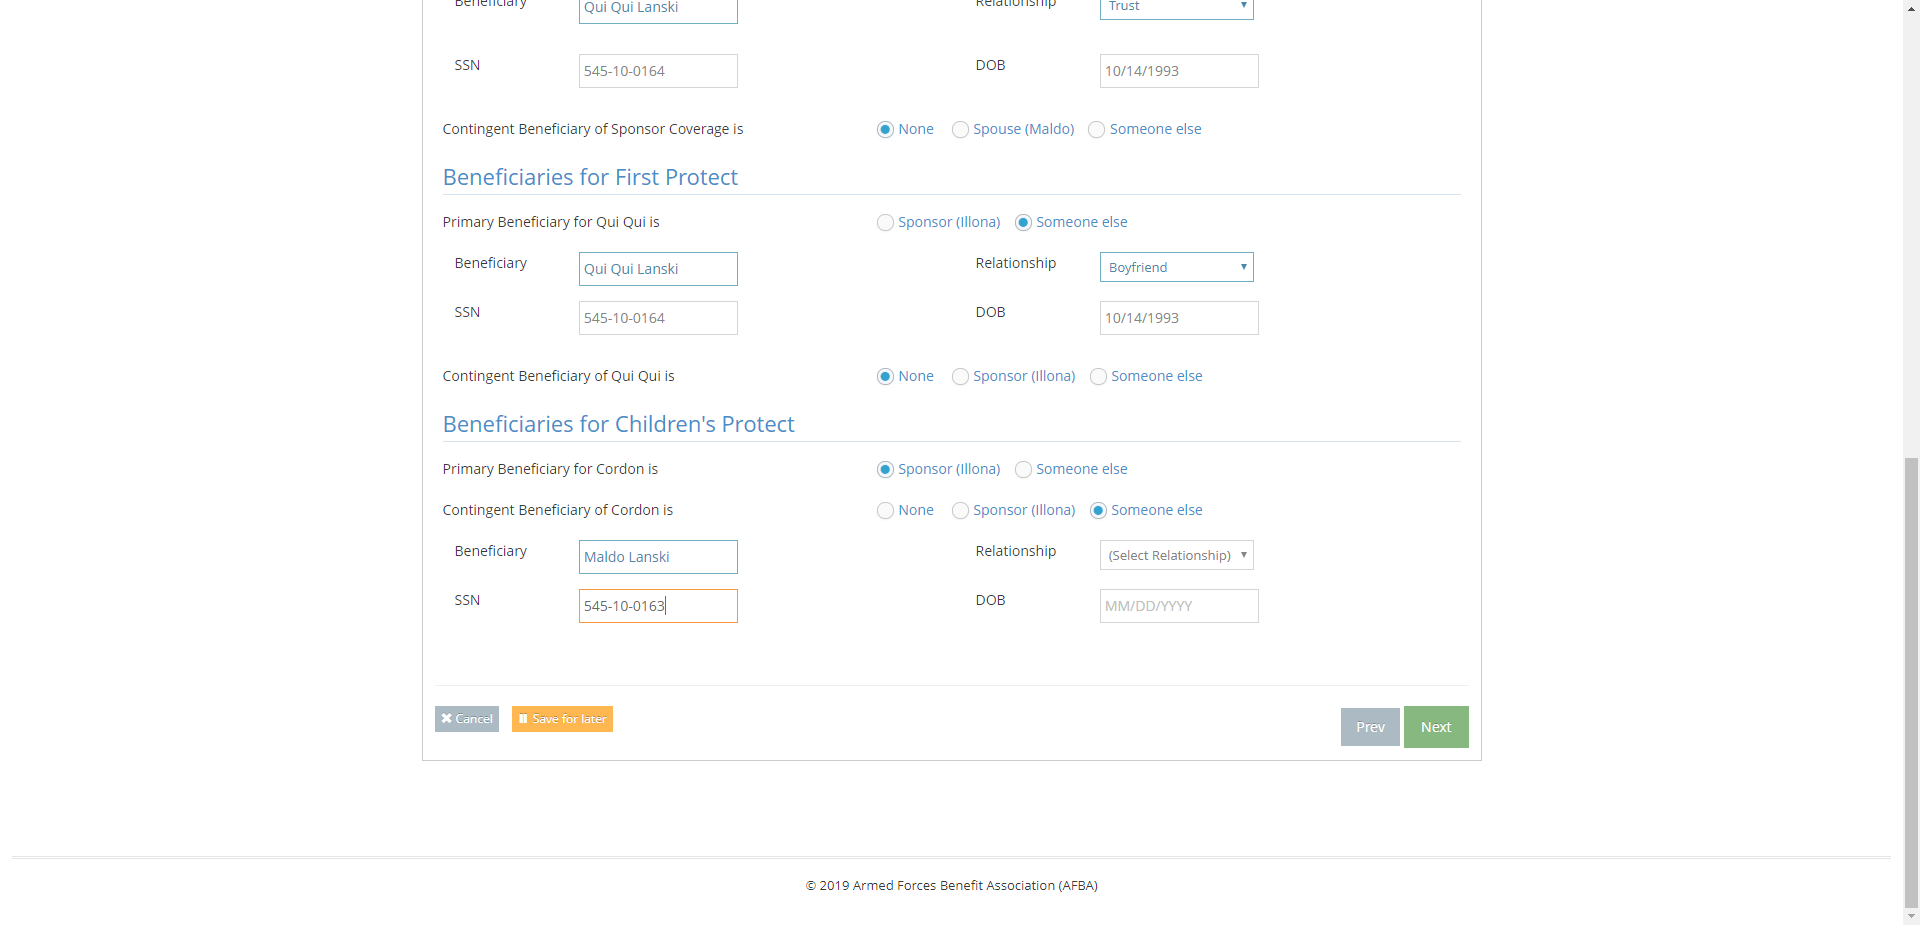 Beneficiary Qui Qui Lanski Relationship Trust
SSN 545-10-0164 DOB 10/14/1993
Contingent Beneficiary of Sponsor Coverage is None Spouse (Maldo) Someone else
Beneficiaries for First Protect
Primary Beneficiary for Qui Qui is Sponsor (Illona) Someone else
Beneficiary Qui Qui Lanski Relationship Boyfriend
SSN 545-10-0164 DOB 10/14/1993
Contingent Beneficiary of Qui Qui is None Sponsor (Illona) Someone else
Beneficiaries for Children's Protect
Primary Beneficiary for Cordon is Sponsor (Illona) Someone else
Contingent Beneficiary of Cordon is None Sponsor (Illona) Someone else
Beneficiary Maldo Lanski Relationship (Select Relationship)
SSN 545-10-0163 DOB MM/DD/YYYY
Cancel Save for later Prev Next
© 2019 Armed Forces Benefit Association (AFBA)